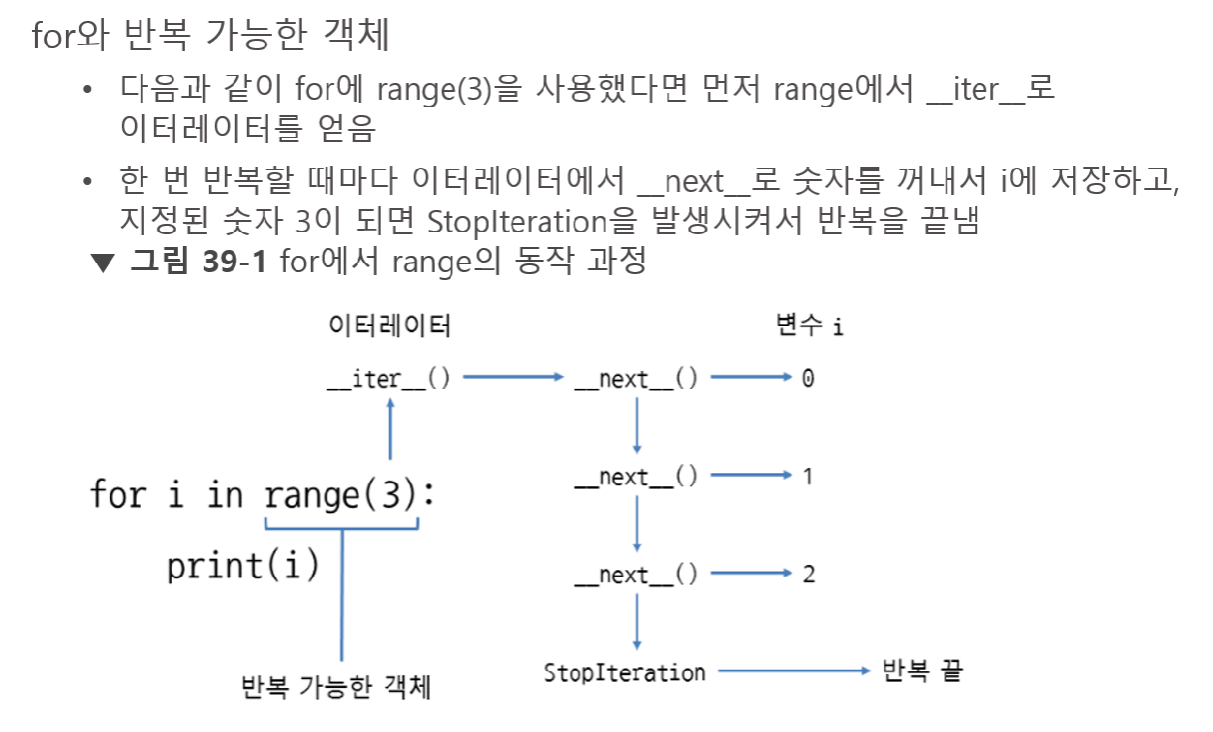 for와 반복 가능한 객체
• 다음과 같이 for에 range(3)을 사용했다면 먼저 range에서 __iter__로
이터레이터를 얻음
• 한 번 반복할 때마다 이터레이터에서 __next__로 숫자를 꺼내서 i에 저장하고,
지정된 숫자 3이 되면 StopIteration을 발생시켜서 반복을 끝냄
▼ 그림 39-1 for에서 range의 동작 과정
이터레이터 변수 i
__iter__() __next__() 0
__next__() 1
for i in range(3):
print(i)
__next__() 2
StopIteration 반복 끝
반복 가능한 객체